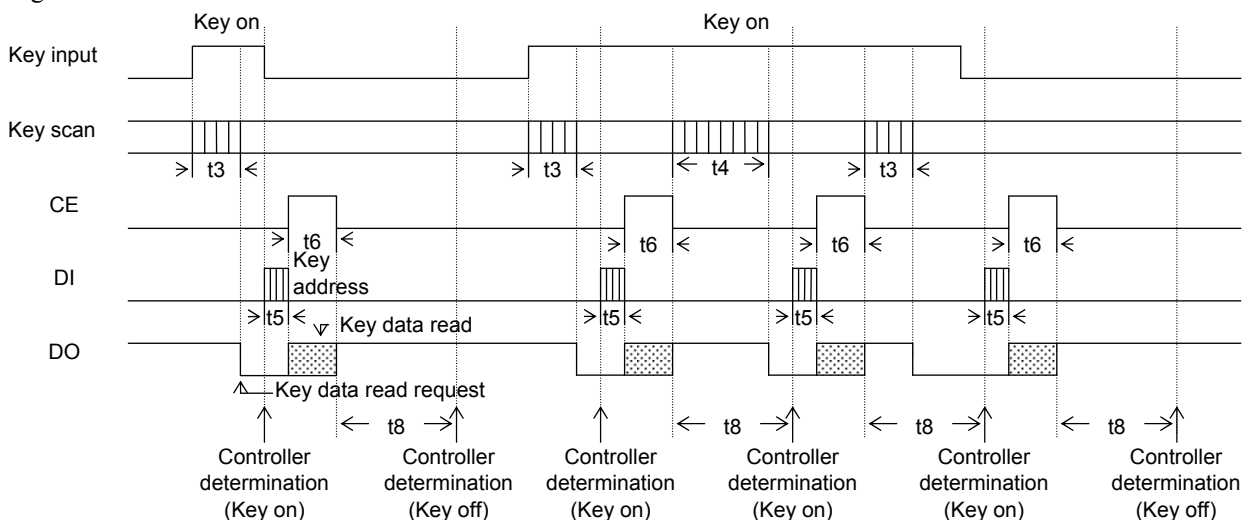 Key on
Key on
Key input
Key scan
t3
t3
t4
t3
CE
t6
t6
t6
t6
DI
Key
address
t5
t5
t5
t5
Key data read
DO
Key data read request
t8
t8
t8
t8
Controller
determination
(Key on)
Controller
determination
(Key off)
Controller
determination
(Key on)
Controller
determination
(Key on)
Controller
determination
(Key on)
Controller
determination
(Key off)